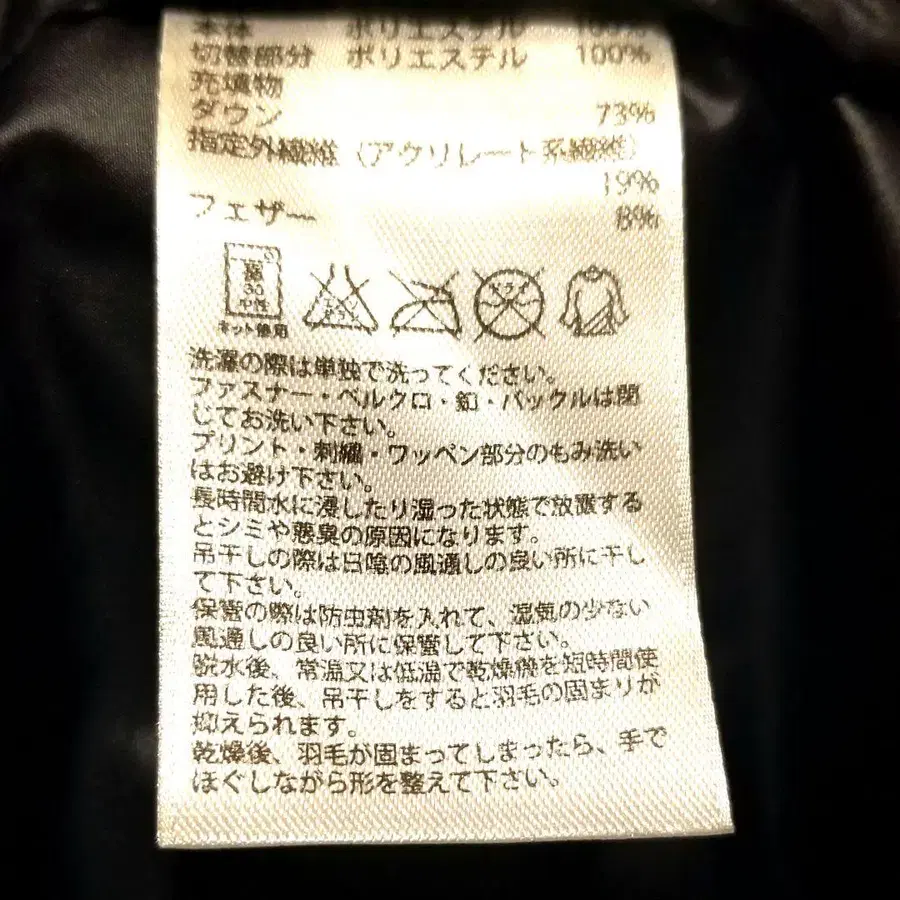 本体 ポリエステル 100%
切替部分 ポリエステル 100%
充填物
ダウン 73%
指定外繊維（アクリレート系繊維）
19%
フェザー 8%
弱
30
中性
ネット使用
エンソ
サラシ
ドライ
洗濯の際は単独で洗ってください。
ファスナー・ベルクロ・釦・バックルは閉
じてお洗い下さい。
プリント・刺繍・ワッペン部分のもみ洗い
はお避け下さい。
長時間水に浸したり湿った状態で放置する
とシミや悪臭の原因になります。
吊干しの際は日陰の風通しの良い所に干し
て下さい。
保管の際は防虫剤を入れて、湿気の少ない
風通しの良い所に保管して下さい。
脱水後、常温又は低温で乾燥機を短時間使
用した後、吊干しをすると羽毛の固まりが
抑えられます。
乾燥後、羽毛が固まってしまったら、手で
ほぐしながら形を整えて下さい。